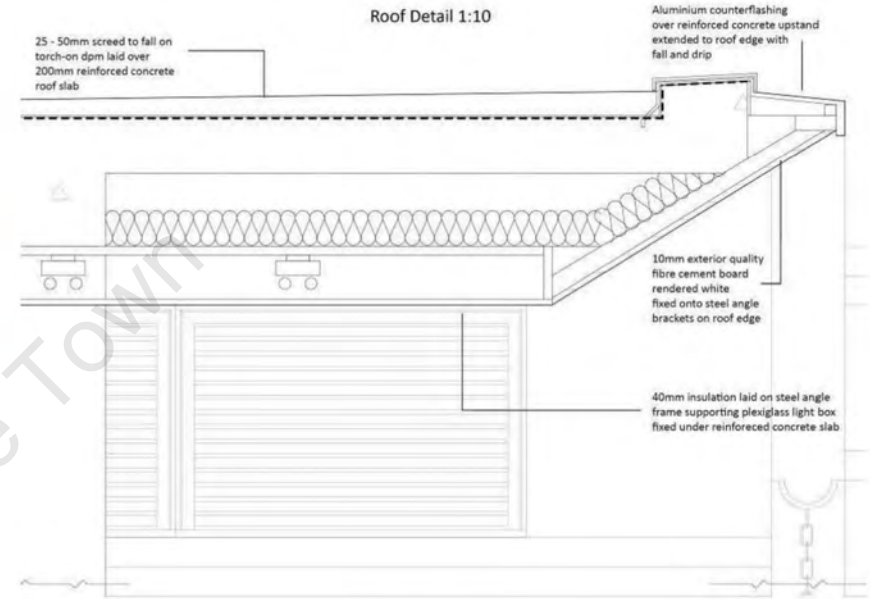 Roof Detail 1:10
25 - 50mm screed to fall on
torch-on dpm laid over
200mm reinforced concrete
roof slab
Aluminium counterflashing
over reinforced concrete upstand
extended to roof edge with
fall and drip
10mm exterior quality
fibre cement board
rendered white
fixed onto steel angle
brackets on roof edge
40mm insulation laid on steel angle
frame supporting plexiglass light box
fixed under reinforeced concrete slab
e Town